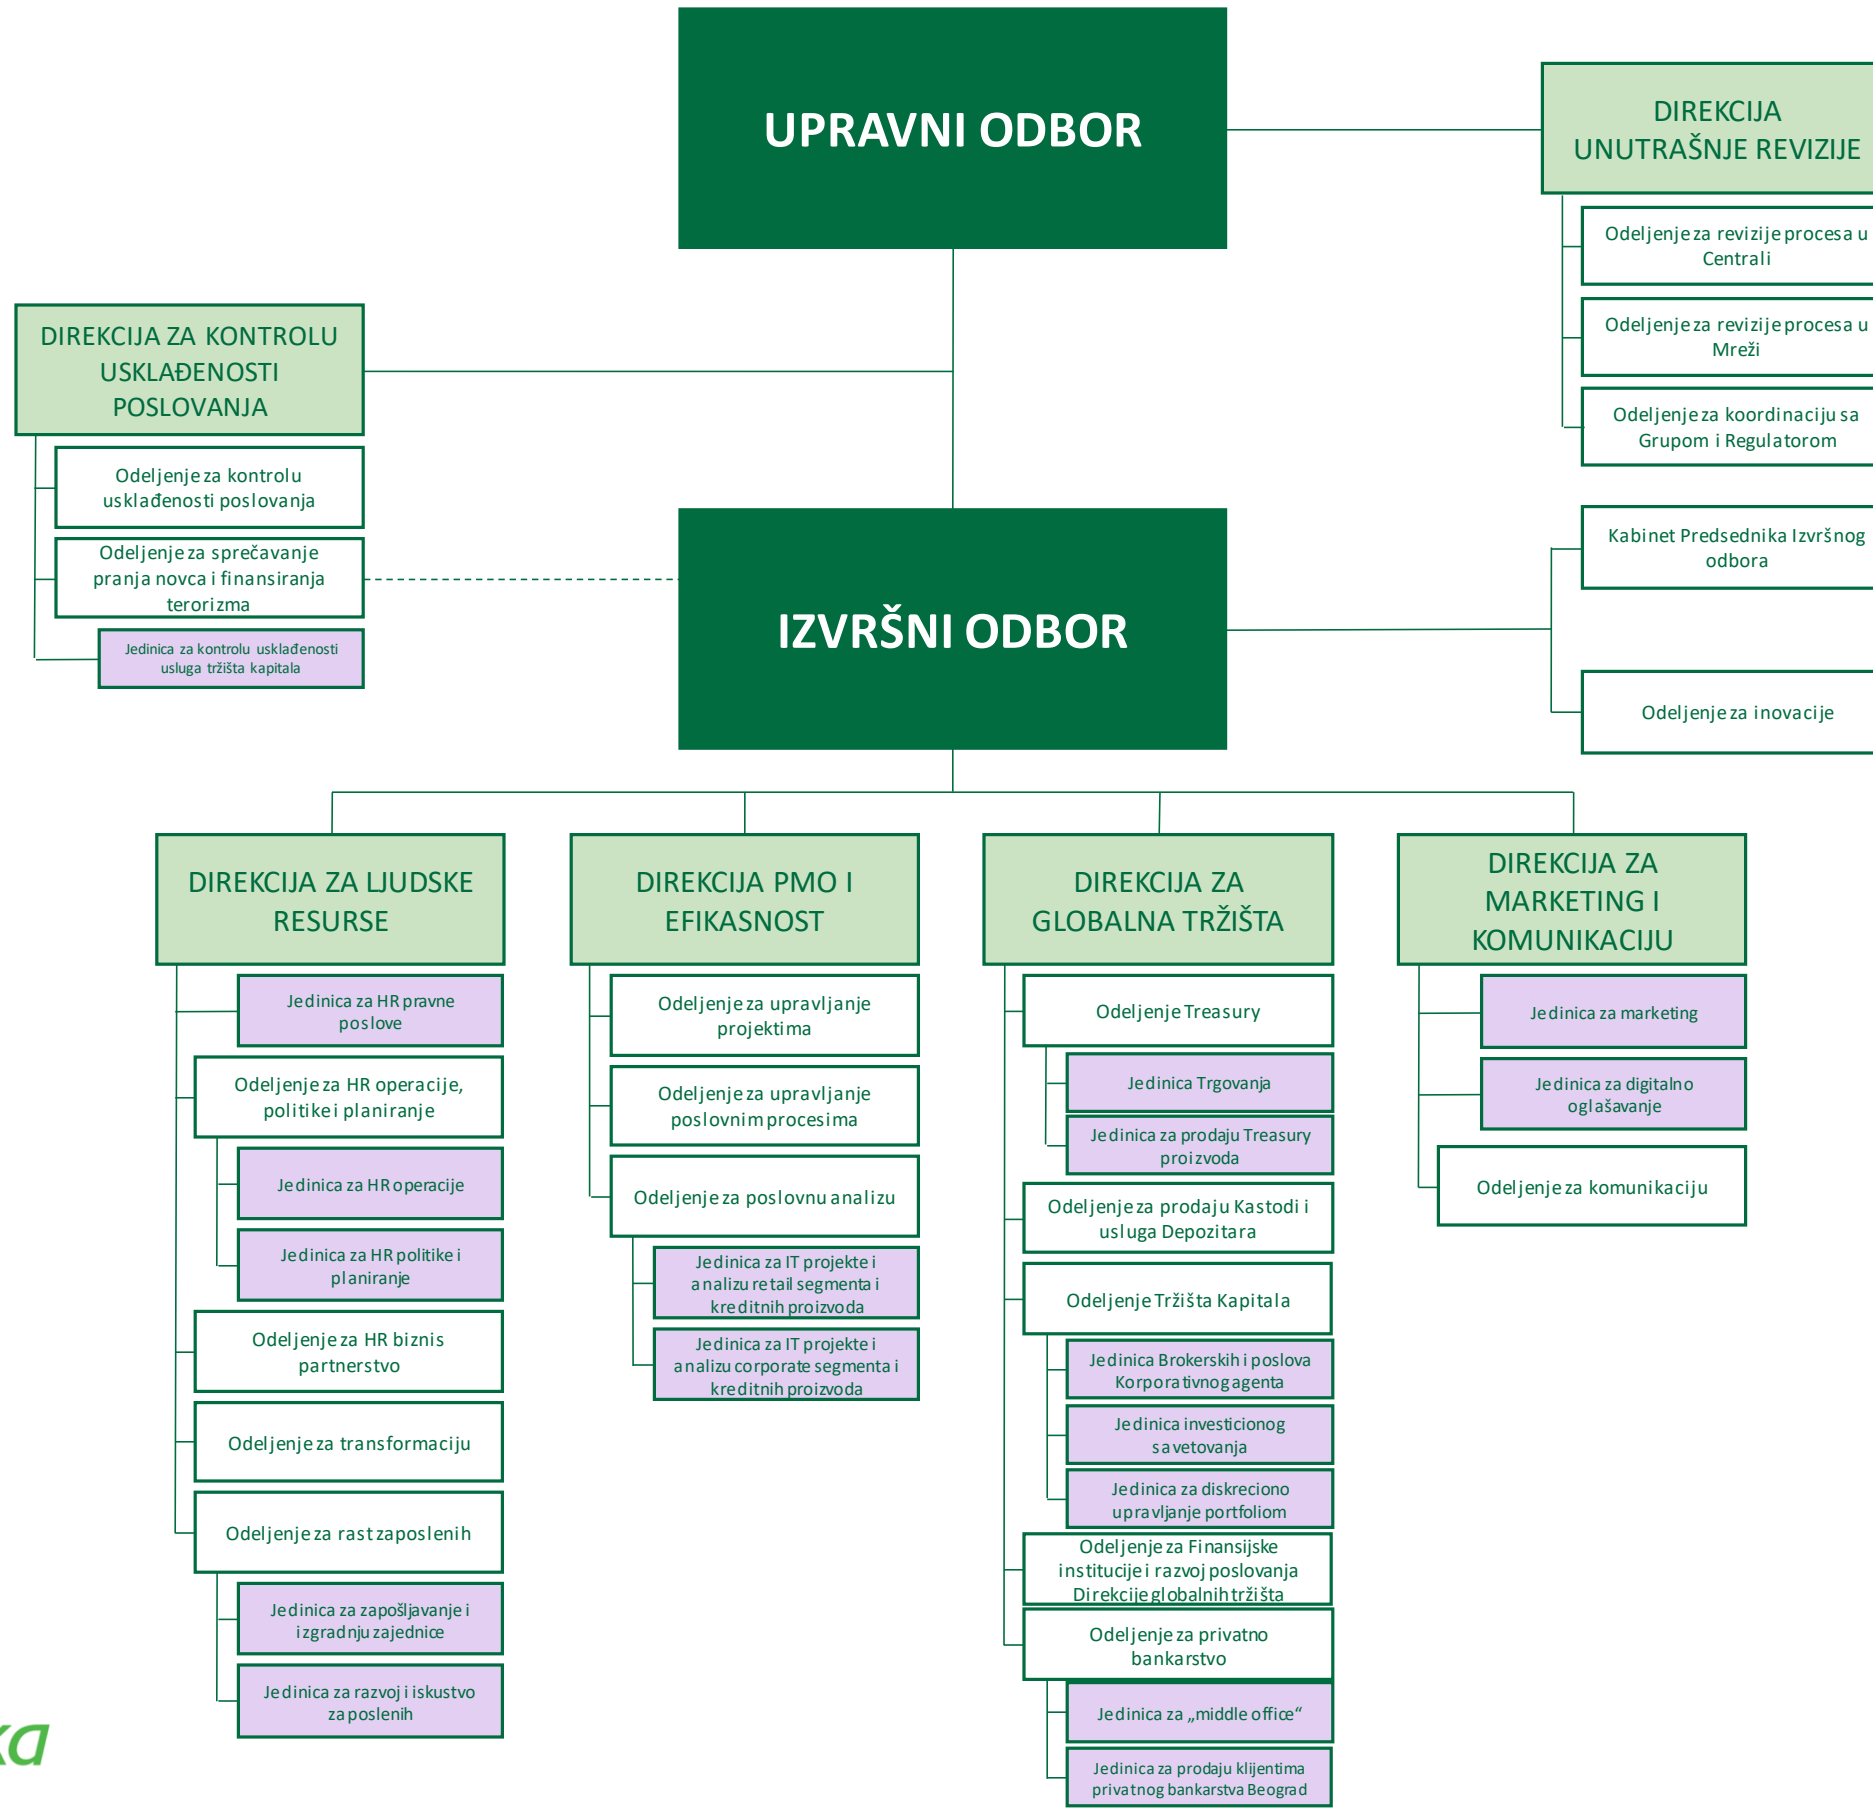 UPRAVNI ODBOR
DIREKCIJA
UNUTRAŠNJE REVIZIJE
Odeljenje za revizije procesa u
Centrali
Odeljenje za revizije procesa u
Mreži
Odeljenje za koordinaciju sa
Grupom i Regulatorom
DIREKCIJA ZA KONTROLU
USKLAĐENOSTI
POSLOVANJA
Odeljenje za kontrolu
usklađenosti poslovanja
Odeljenje za sprečavanje
pranja novca i finansiranja
terorizma
Jedinica za kontrolu usklađenosti
usluga tržišta kapitala
IZVRŠNI ODBOR
Kabinet Predsednika Izvršnog
odbora
Odeljenje za inovacije
DIREKCIJA ZA LJUDSKE
RESURSE
Jedinica za HR pravne
poslove
Odeljenje za HR operacije,
politike i planiranje
Jedinica za HR operacije
Jedinica za HR politike i
planiranje
Odeljenje za HR biznis
partnerstvo
Odeljenje za transformaciju
Odeljenje za rast zaposlenih
Jedinica za zapošljavanje i
izgradnju zajednice
Jedinica za razvoj i iskustvo
zaposlenih
DIREKCIJA PMO I
EFIKASNOST
Odeljenje za upravljanje
projektima
Odeljenje za upravljanje
poslovnim procesima
Odeljenje za poslovnu analizu
Jedinica za IT projekte i
analizu retail segmenta i
kreditnih proizvoda
Jedinica za IT projekte i
analizu corporate segmenta i
kreditnih proizvoda
DIREKCIJA ZA
GLOBALNA TRŽIŠTA
Odeljenje Treasury
Jedinica Trgovanja
Jedinica za prodaju Treasury
proizvoda
Odeljenje za prodaju Kastodi i
usluga Depozitara
Odeljenje Tržišta Kapitala
Jedinica Brokerskih i poslova
Korporativnog agenta
Jedinica investicionog
savetovanja
Jedinica za diskreciono
upravljanje portfoliom
Odeljenje za Finansijske
institucije i razvoj poslovanja
Direkcije globalnih tržišta
Odeljenje za privatno
bankarstvo
Jedinica za „middle office“
Jedinica za prodaju klijentima
privatnog bankarstva Beograd
DIREKCIJA ZA
MARKETING I
KOMUNIKACIJU
Jedinica za marketing
Jedinica za digitalno
oglašavanje
Odeljenje za komunikaciju